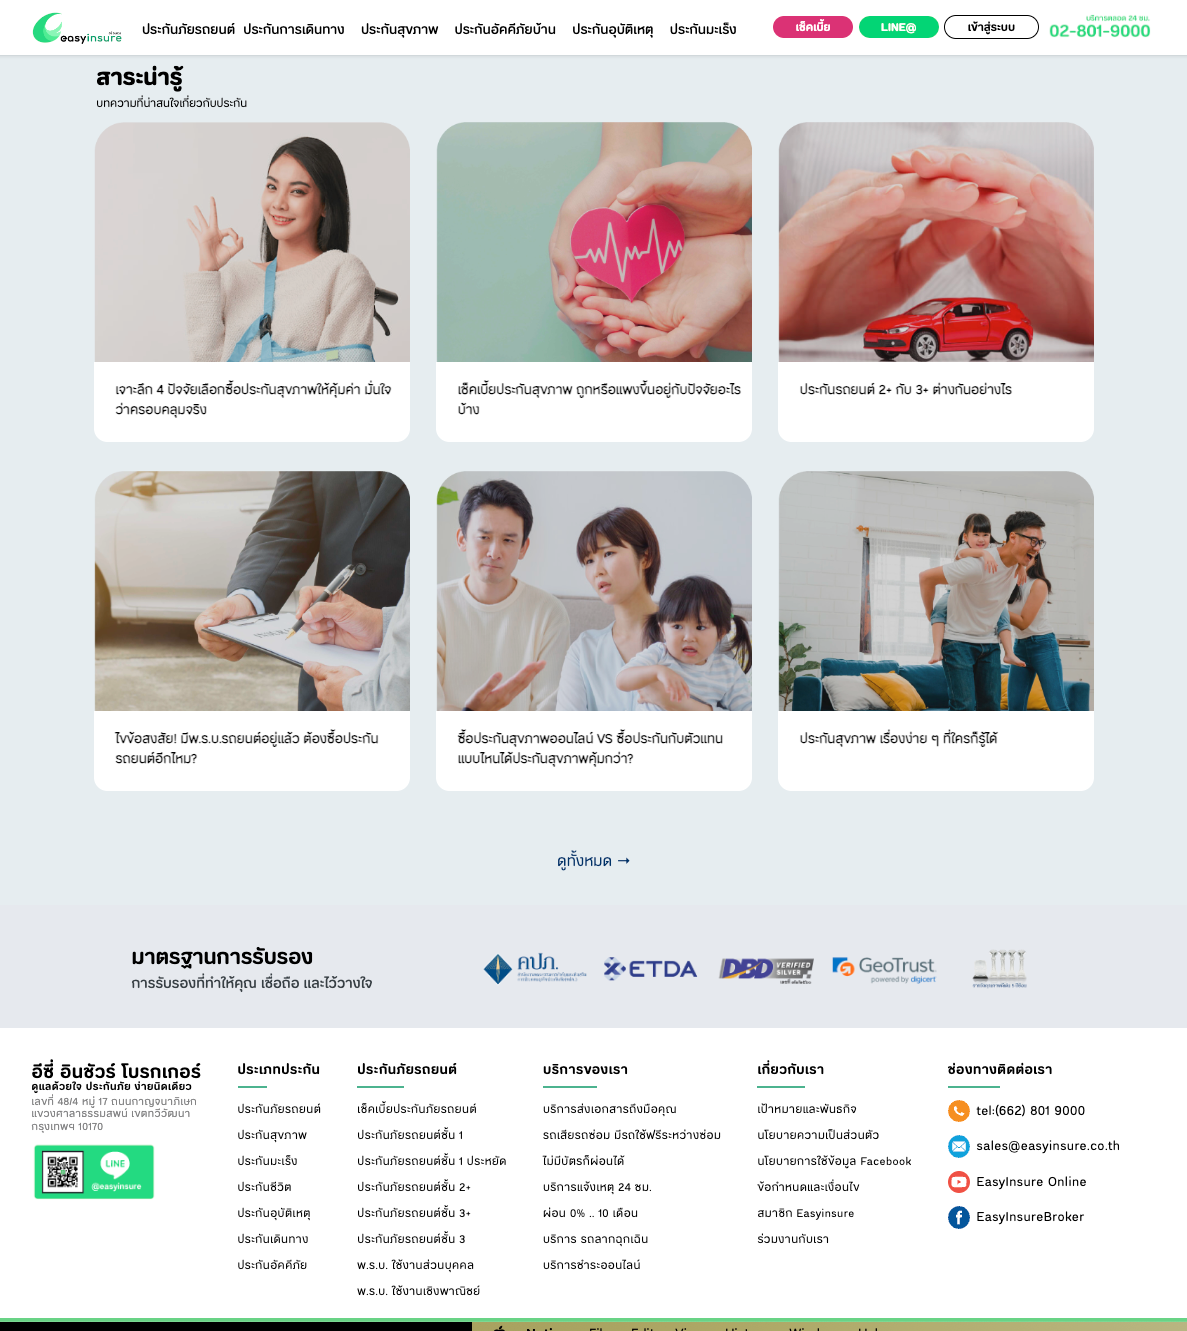 easyinsure
ประกันภัยรถยนต์ ประกันการเดินทาง ประกันสุขภาพ ประกันอัคคีภัยบ้าน ประกันอุบัติเหตุ ประกันมะเร็ง
เช็คเบี้ย LINE@ เข้าสู่ระบบ
บริการตลอด 24 ชม.
02-801-9000
สาระน่ารู้
บทความที่น่าสนใจเกี่ยวกับประกัน
เจาะลึก 4 ปัจจัยเลือกซื้อประกันสุขภาพให้คุ้มค่า มั่นใจ
ว่าครอบคลุมจริง
เช็คเบี้ยประกันสุขภาพ ถูกหรือแพงขึ้นอยู่กับปัจจัยอะไร
บ้าง
ประกันรถยนต์ 2+ กับ 3+ ต่างกันอย่างไร
ไขข้อสงสัย! มีพ.ร.บ.รถยนต์อยู่แล้ว ต้องซื้อประกัน
รถยนต์อีกไหม?
ซื้อประกันสุขภาพออนไลน์ VS ซื้อประกันกับตัวแทน
แบบไหนได้ประกันสุขภาพคุ้มกว่า?
ประกันสุขภาพ เรื่องง่าย ๆ ที่ใครก็รู้ได้
ดูทั้งหมด →
มาตรฐานการรับรอง
การรับรองที่ทำให้คุณ เชื่อถือ และไว้วางใจ
คปภ.
ETDA
DBD VERIFIED
SILVER
GeoTrust
powered by digicert
อีซี่ อินชัวร์ โบรกเกอร์
ดูแลด้วยใจ ประกันภัย ง่ายนิดเดียว
เลขที่ 48/4 หมู่ 17 ถนนกาญจนาภิเษก
แขวงศาลาธรรมสพน์ เขตทวีวัฒนา
กรุงเทพฯ 10170
LINE
@easyinsure
ประเภทประกัน
ประกันภัยรถยนต์
ประกันสุขภาพ
ประกันมะเร็ง
ประกันชีวิต
ประกันอุบัติเหตุ
ประกันเดินทาง
ประกันอัคคีภัย
ประกันภัยรถยนต์
เช็คเบี้ยประกันภัยรถยนต์
ประกันภัยรถยนต์ชั้น 1
ประกันภัยรถยนต์ชั้น 1 ประหยัด
ประกันภัยรถยนต์ชั้น 2+
ประกันภัยรถยนต์ชั้น 3+
ประกันภัยรถยนต์ชั้น 3
พ.ร.บ. ใช้งานส่วนบุคคล
พ.ร.บ. ใช้งานเชิงพาณิชย์
บริการของเรา
บริการส่งเอกสารถึงมือคุณ
รถเสียรถซ่อม มีรถใช้ฟรีระหว่างซ่อม
ไม่มีบัตรก็ผ่อนได้
บริการแจ้งเหตุ 24 ชม.
ผ่อน 0% .. 10 เดือน
บริการ รถลากฉุกเฉิน
บริการชำระออนไลน์
เกี่ยวกับเรา
เป้าหมายและพันธกิจ
นโยบายความเป็นส่วนตัว
นโยบายการใช้ข้อมูล Facebook
ข้อกำหนดและเงื่อนไข
สมาชิก Easyinsure
ร่วมงานกับเรา
ช่องทางติดต่อเรา
tel:(662) 801 9000
sales@easyinsure.co.th
EasyInsure Online
EasyInsureBroker